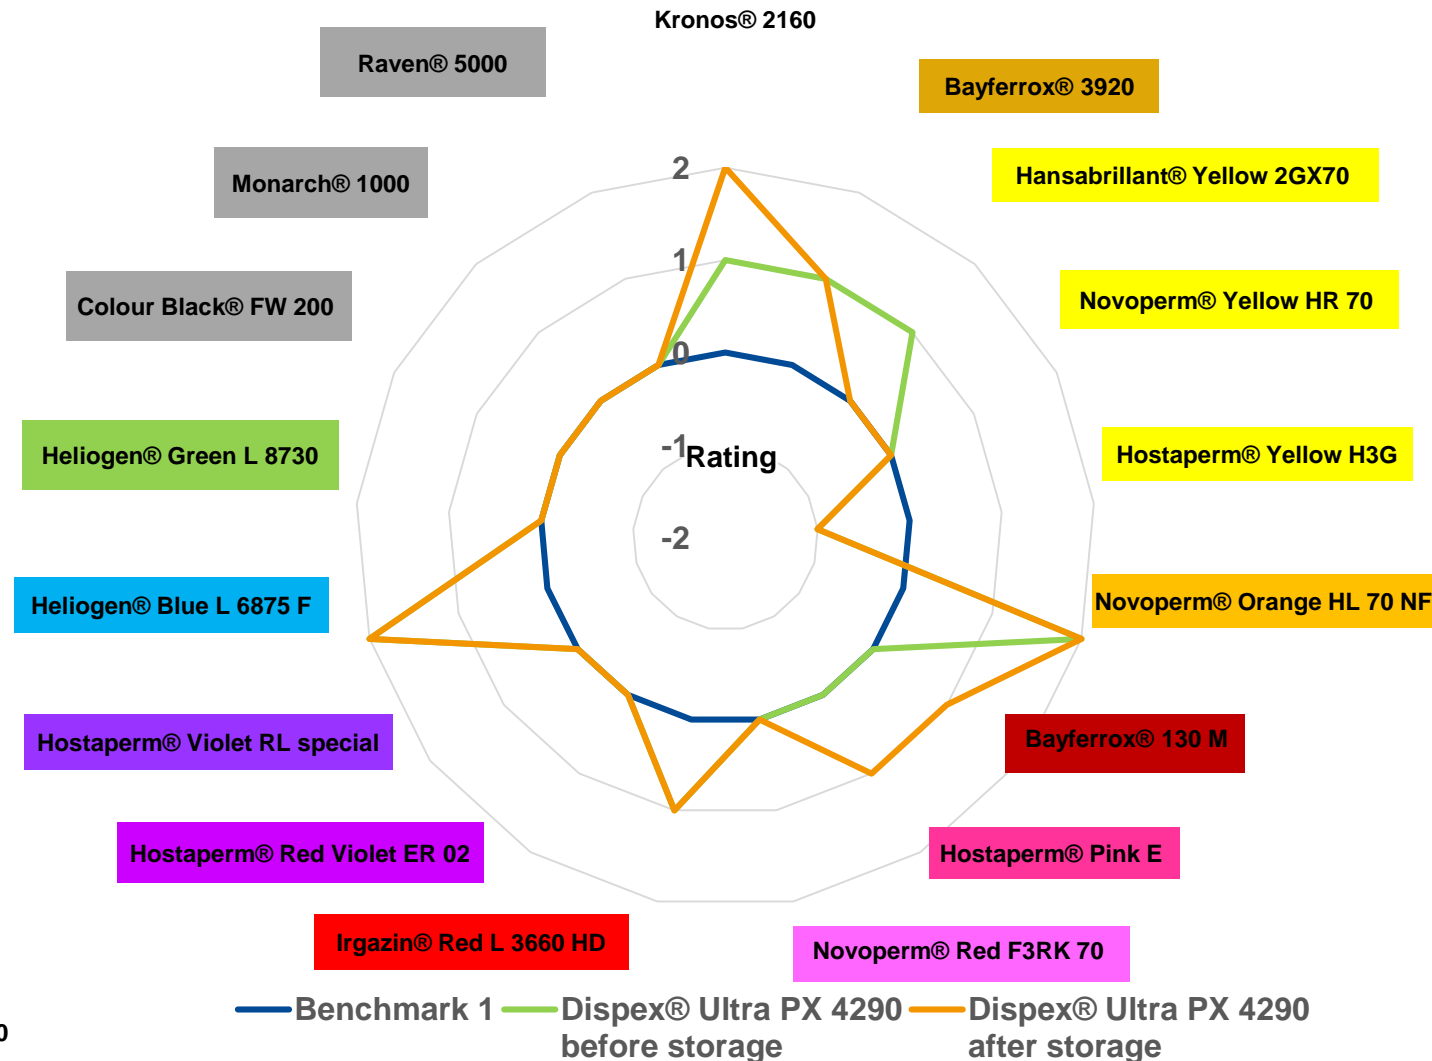 Kronos® 2160
Raven® 5000
Bayferrox® 3920
Monarch® 1000
Hansabrillant® Yellow 2GX70
2
Colour Black® FW 200
Novoperm® Yellow HR 70
1
0
Heliogen® Green L 8730
-1
Rating
Hostaperm® Yellow H3G
-2
Heliogen® Blue L 6875 F
Novoperm® Orange HL 70 NF
Hostaperm® Violet RL special
Bayferrox® 130 M
Hostaperm® Red Violet ER 02
Hostaperm® Pink E
Irgazin® Red L 3660 HD
Novoperm® Red F3RK 70
Benchmark 1
Dispex® Ultra PX 4290
before storage
Dispex® Ultra PX 4290
after storage
0